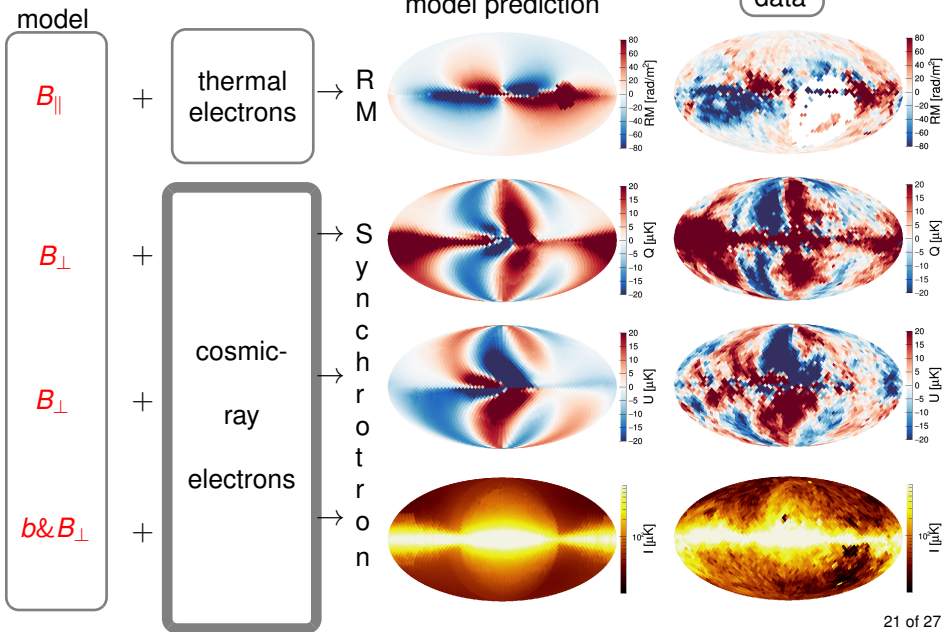 model
model prediction
data
B∥ + thermal electrons → RM
80
60
40
20
0
−20
−40
−60
−80
RM [rad/m²]
80
60
40
20
0
−20
−40
−60
−80
RM [rad/m²]
B⊥ +
→
Synchrotron
20
15
10
5
0
−5
−10
−15
−20
Q [µK]
20
15
10
5
0
−5
−10
−15
−20
Q [µK]
cosmic-
ray
electrons
B⊥ +
→
20
15
10
5
0
−5
−10
−15
−20
U [µK]
20
15
10
5
0
−5
−10
−15
−20
U [µK]
b&B⊥ +
→
10²
I [µK]
10²
I [µK]
21 of 27